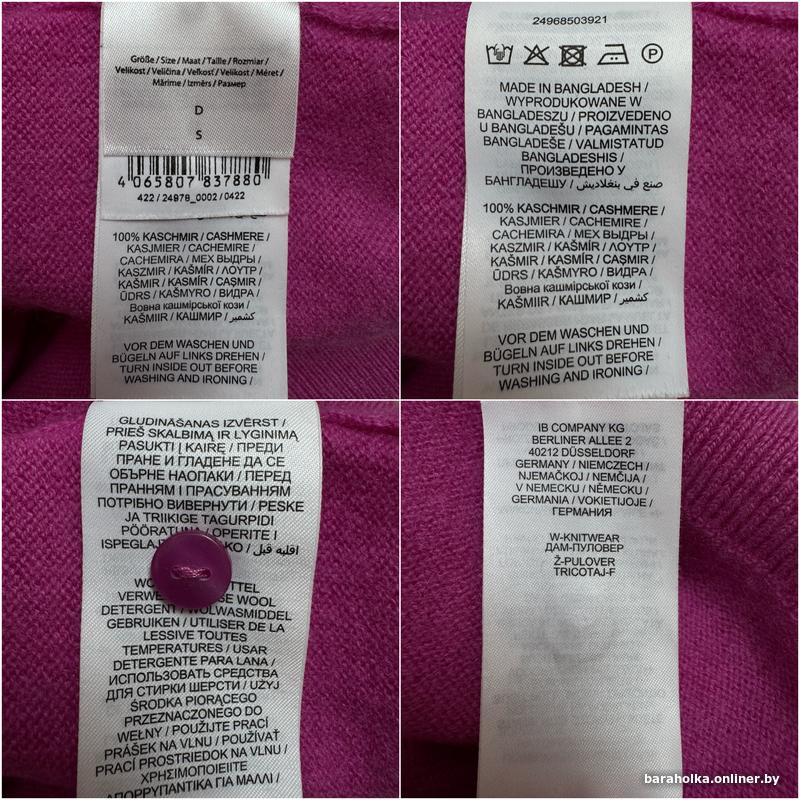 Größe / Size / Maat / Taille / Rozmiar /
Velikost / Veličina / Veľkosť / Velikost / Méret /
Mărime / Izmērs / Размер
D
S
4 065807 837880
422 / 24978_0002 / 0422
100% KASCHMIR / CASHMERE /
KASJMIER / CACHEMIRE /
CACHEMIRA / МЕХ ВЫДРЫ /
KASZMIR / KAŠMÍR / ΛΟΥΤΡ /
KAŠMIR / KASMÍR / CAŞMIR /
ŪDRS / KAŠMYRO / ВИДРА /
Вовна кашмірської кози /
KAŠMIIR / КАШМИР / كشمير
VOR DEM WASCHEN UND
BÜGELN AUF LINKS DREHEN /
TURN INSIDE OUT BEFORE
WASHING AND IRONING /
24968503921
P
MADE IN BANGLADESH /
WYPRODUKOWANE W
BANGLADESZU / PROIZVEDENO
U BANGLADEŠU / PAGAMINTAS
BANGLADEŠE / VALMISTATUD
BANGLADESHIS /
ПРОИЗВЕДЕНО У
БАНГЛАДЕШУ / صنع في بنغلاديش
100% KASCHMIR / CASHMERE /
KASJMIER / CACHEMIRE /
CACHEMIRA / МЕХ ВЫДРЫ /
KASZMIR / KAŠMÍR / ΛΟΥΤΡ /
KAŠMIR / KASMÍR / CAŞMIR /
ŪDRS / KAŠMYRO / ВИДРА /
Вовна кашмірської кози /
KAŠMIIR / КАШМИР / كشمير
VOR DEM WASCHEN UND
BÜGELN AUF LINKS DREHEN /
TURN INSIDE OUT BEFORE
WASHING AND IRONING /
GLUDINĀŠANAS IZVĒRST /
PRIEŠ SKALBIMĄ IR LYGINIMĄ
PASUKTI Į KAIRĘ / ПРЕДИ
ПРАНЕ И ГЛАДЕНЕ ДА СЕ
ОБЪРНЕ НАОПАКИ / ПЕРЕД
ПРАННЯМ І ПРАСУВАННЯМ
ПОТРІБНО ВИВЕРНУТИ / PESKE
JA TRIIKIGE TAGURPIDI
OPERITE I
اقلبه قبل /
WOOL
DETERGENT / WOLWASMIDDEL
GEBRUIKEN / UTILISER DE LA
LESSIVE TOUTES
TEMPERATURES / USAR
DETERGENTE PARA LANA /
ИСПОЛЬЗОВАТЬ СРЕДСТВА
ДЛЯ СТИРКИ ШЕРСТИ / UŻYJ
ŚRODKA PIORĄCEGO
PRZEZNACZONEGO DO
WEŁNY / POUŽIJTE PRACÍ
PRÁŠEK NA VLNU / POUŽÍVAŤ
PRACÍ PROSTRIEDOK NA VLNU /
ΧΡΗΣΙΜΟΠΟΙΕΙΤΕ
ΑΠΟΡΡΥΠΑΝΤΙΚΑ ΓΙΑ ΜΑΛΛΙ /
IB COMPANY KG
BERLINER ALLEE 2
40212 DÜSSELDORF
GERMANY / NIEMCZECH /
NJEMAČKOJ / NEMČIJA /
V NEMECKU / NĚMECKU /
GERMANIA / VOKIETIJOJE /
ГЕРМАНИЯ
W-KNITWEAR
ДАМ-ПУЛОВЕР
Ž-PULOVER
TRICOTAJ-F
baraholka.onliner.by